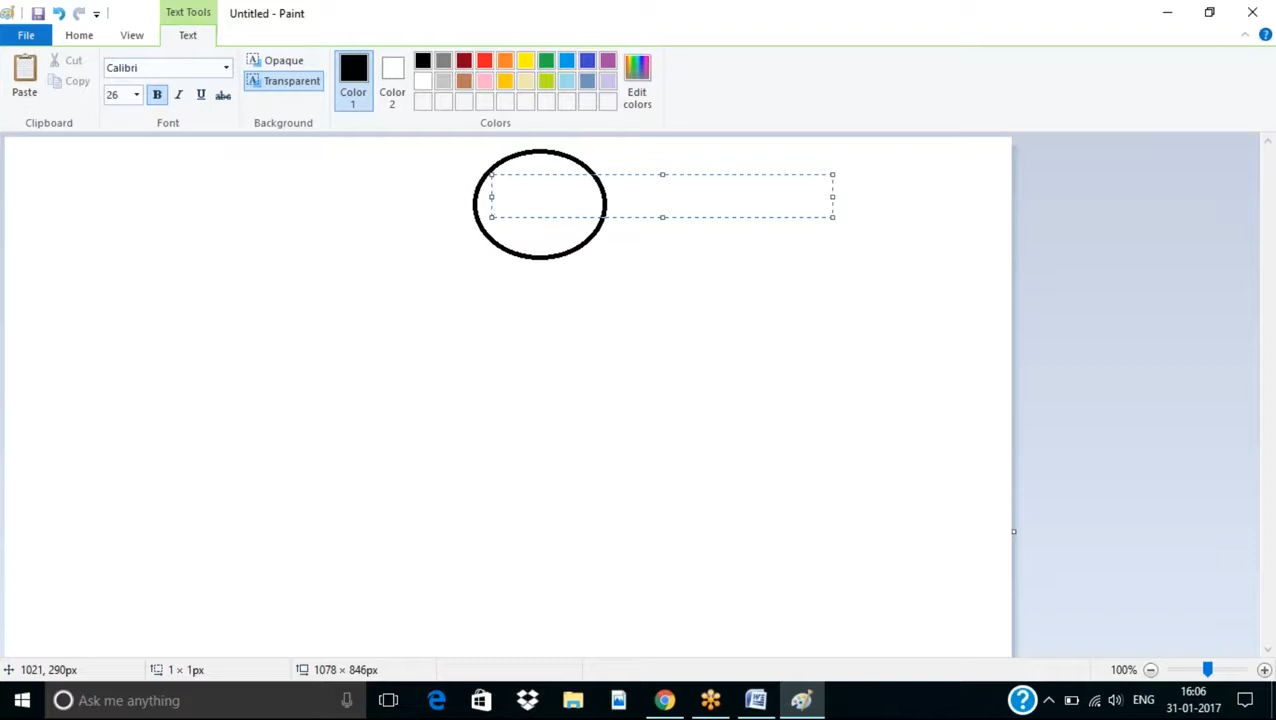 Text Tools
Untitled - Paint
File
Home
View
Text
Paste
Cut
Copy
Clipboard
Calibri
26
B
I
U
abc
Font
A Opaque
A Transparent
Background
Color
1
Color
2
Edit
colors
Colors
1021, 290px
1 × 1px
1078 × 846px
100%
Ask me anything
ENG
16:06
31-01-2017